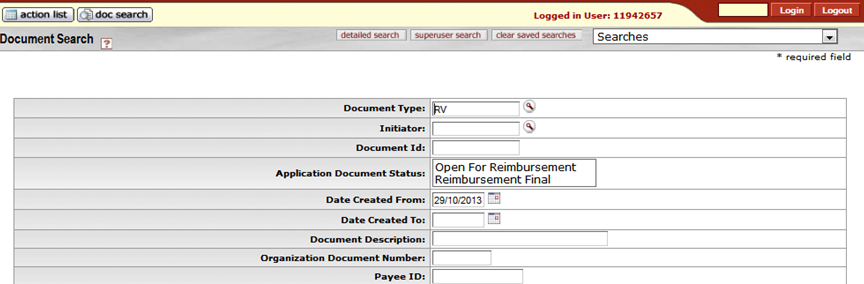 action list doc search Logged in User: 11942657 Login Logout
Document Search ? detailed search superuser search clear saved searches Searches
* required field
Document Type: RV
Initiator:
Document Id:
Application Document Status: Open For Reimbursement
Reimbursement Final
Date Created From: 29/10/2013
Date Created To:
Document Description:
Organization Document Number:
Payee ID: